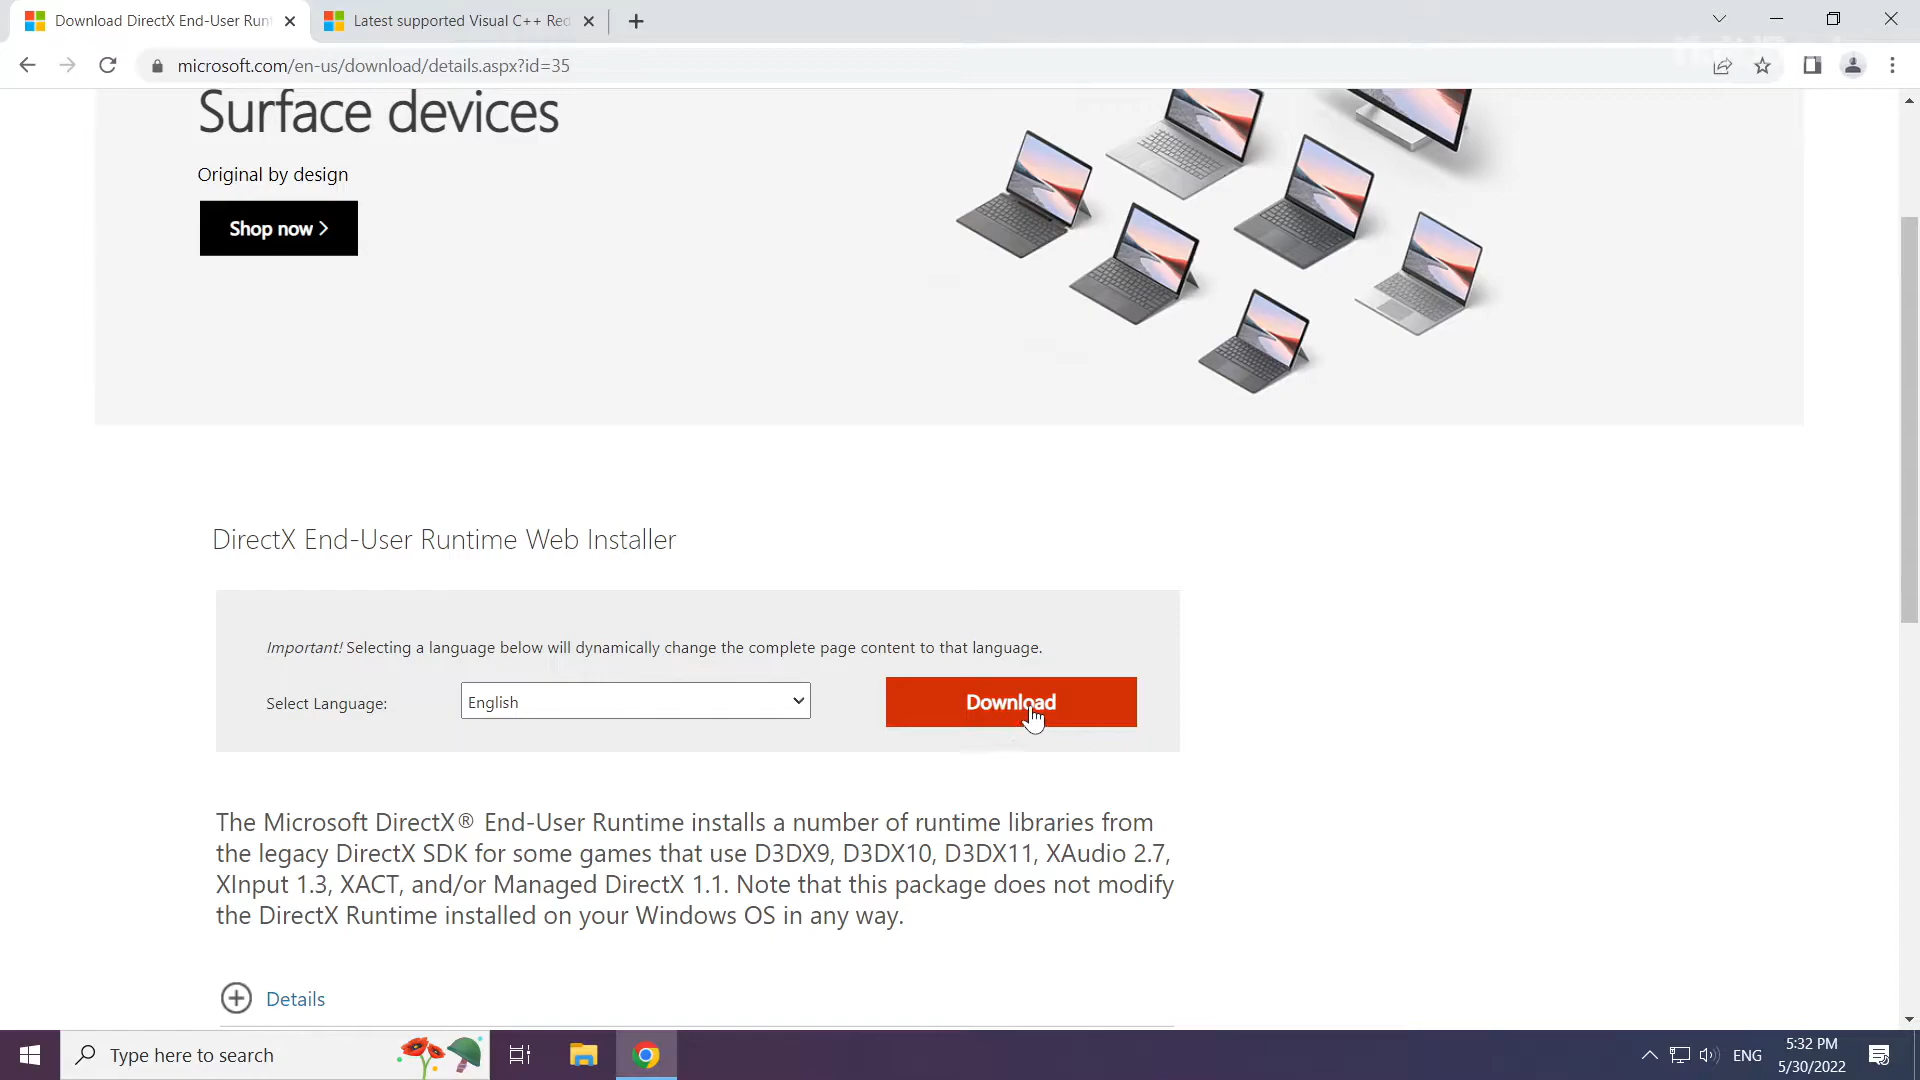 Download DirectX End-User Run
Latest supported Visual C++ Red
microsoft.com/en-us/download/details.aspx?id=35
Surface devices
Original by design
Shop now
DirectX End-User Runtime Web Installer
Important! Selecting a language below will dynamically change the complete page content to that language.
Select Language:
English
Download
The Microsoft DirectX® End-User Runtime installs a number of runtime libraries from
the legacy DirectX SDK for some games that use D3DX9, D3DX10, D3DX11, XAudio 2.7,
XInput 1.3, XACT, and/or Managed DirectX 1.1. Note that this package does not modify
the DirectX Runtime installed on your Windows OS in any way.
Details
Type here to search
ENG
5:32 PM
5/30/2022